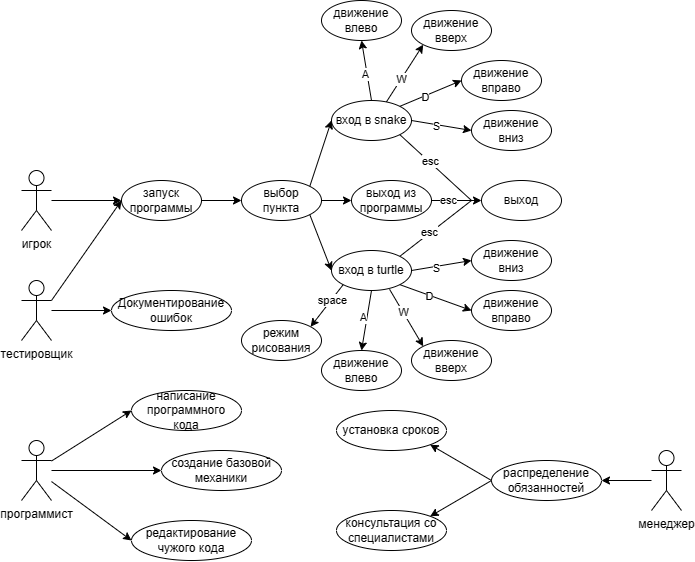 движение
влево
движение
вверх
A
W
движение
вправо
D
вход в snake
S
движение
вниз
esc
игрок
запуск
программы
выбор
пункта
выход из
программы
esc
выход
esc
вход в turtle
S
движение
вниз
D
движение
вправо
space
A
W
тестировщик
Документирование
ошибок
режим
рисования
движение
влево
движение
вверх
написание
программного
кода
программист
создание базовой
механики
редактирование
чужого кода
установка сроков
распределение
обязанностей
консультация со
специалистами
менеджер